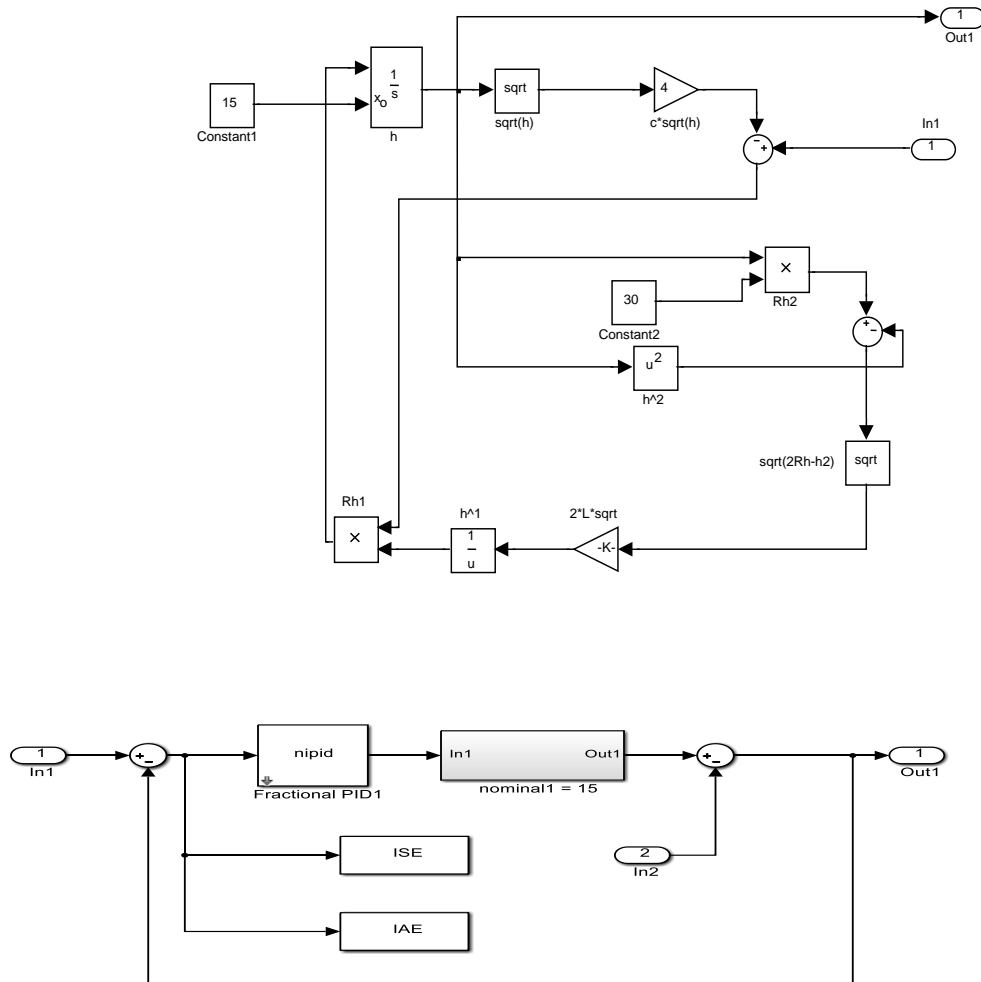 1
Out1
15
Constant1
xo
1
s
h
sqrt
sqrt(h)
4
c*sqrt(h)
-
+
In1
1
×
Rh2
30
Constant2
+
-
u2
h^2
sqrt(2Rh-h2)
sqrt
Rh1
×
h^1
1
u
2*L*sqrt
-K-
1
In1
+
-
nipid
Fractional PID1
In1 Out1
nominal1 = 15
+
-
1
Out1
ISE
2
In2
IAE